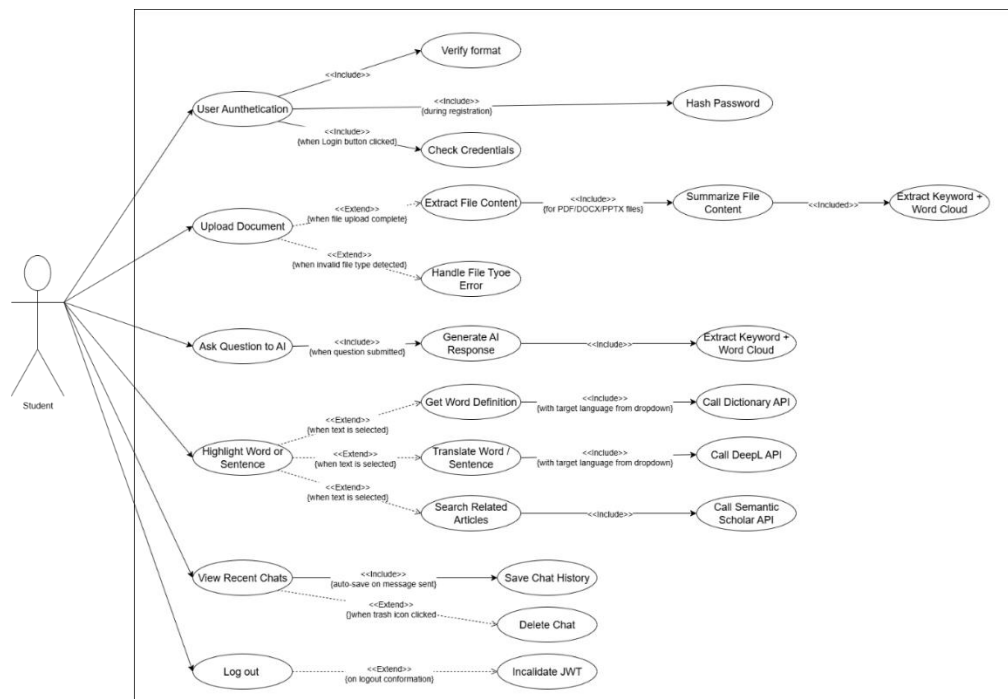 Verify format
<<Include>>
User Aunthetication
<<Include>>
{during registration}
Hash Password
<<Include>>
{when Login button clicked}
Check Credentials
<<Extend>>
{when file upload complete}
Extract File Content
<<Include>>
{for PDF/DOCX/PPTX files}
Summarize File
Content
<<Included>>
Extract Keyword +
Word Cloud
Upload Document
<<Extend>>
{when invalid file type detected}
Handle File Tyoe
Error
Ask Question to AI
<<Include>>
{when question submitted}
Generate AI
Response
<<Include>>
Extract Keyword +
Word Cloud
Student
<<Extend>>
{when text is selected}
Get Word Definition
<<Include>>
{with target language from dropdown}
Call Dictionary API
Highlight Word or
Sentence
<<Extend>>
{when text is selected}
Translate Word /
Sentence
<<Include>>
{with target language from dropdown}
Call DeepL API
<<Extend>>
{when text is selected}
Search Related
Articles
<<Include>>
Call Semantic
Scholar API
View Recent Chats
<<Include>>
{auto-save on message sent}
Save Chat History
<<Extend>>
{}when trash icon clicked
Delete Chat
Log out
<<Extend>>
{on logout conformation}
Incalidate JWT